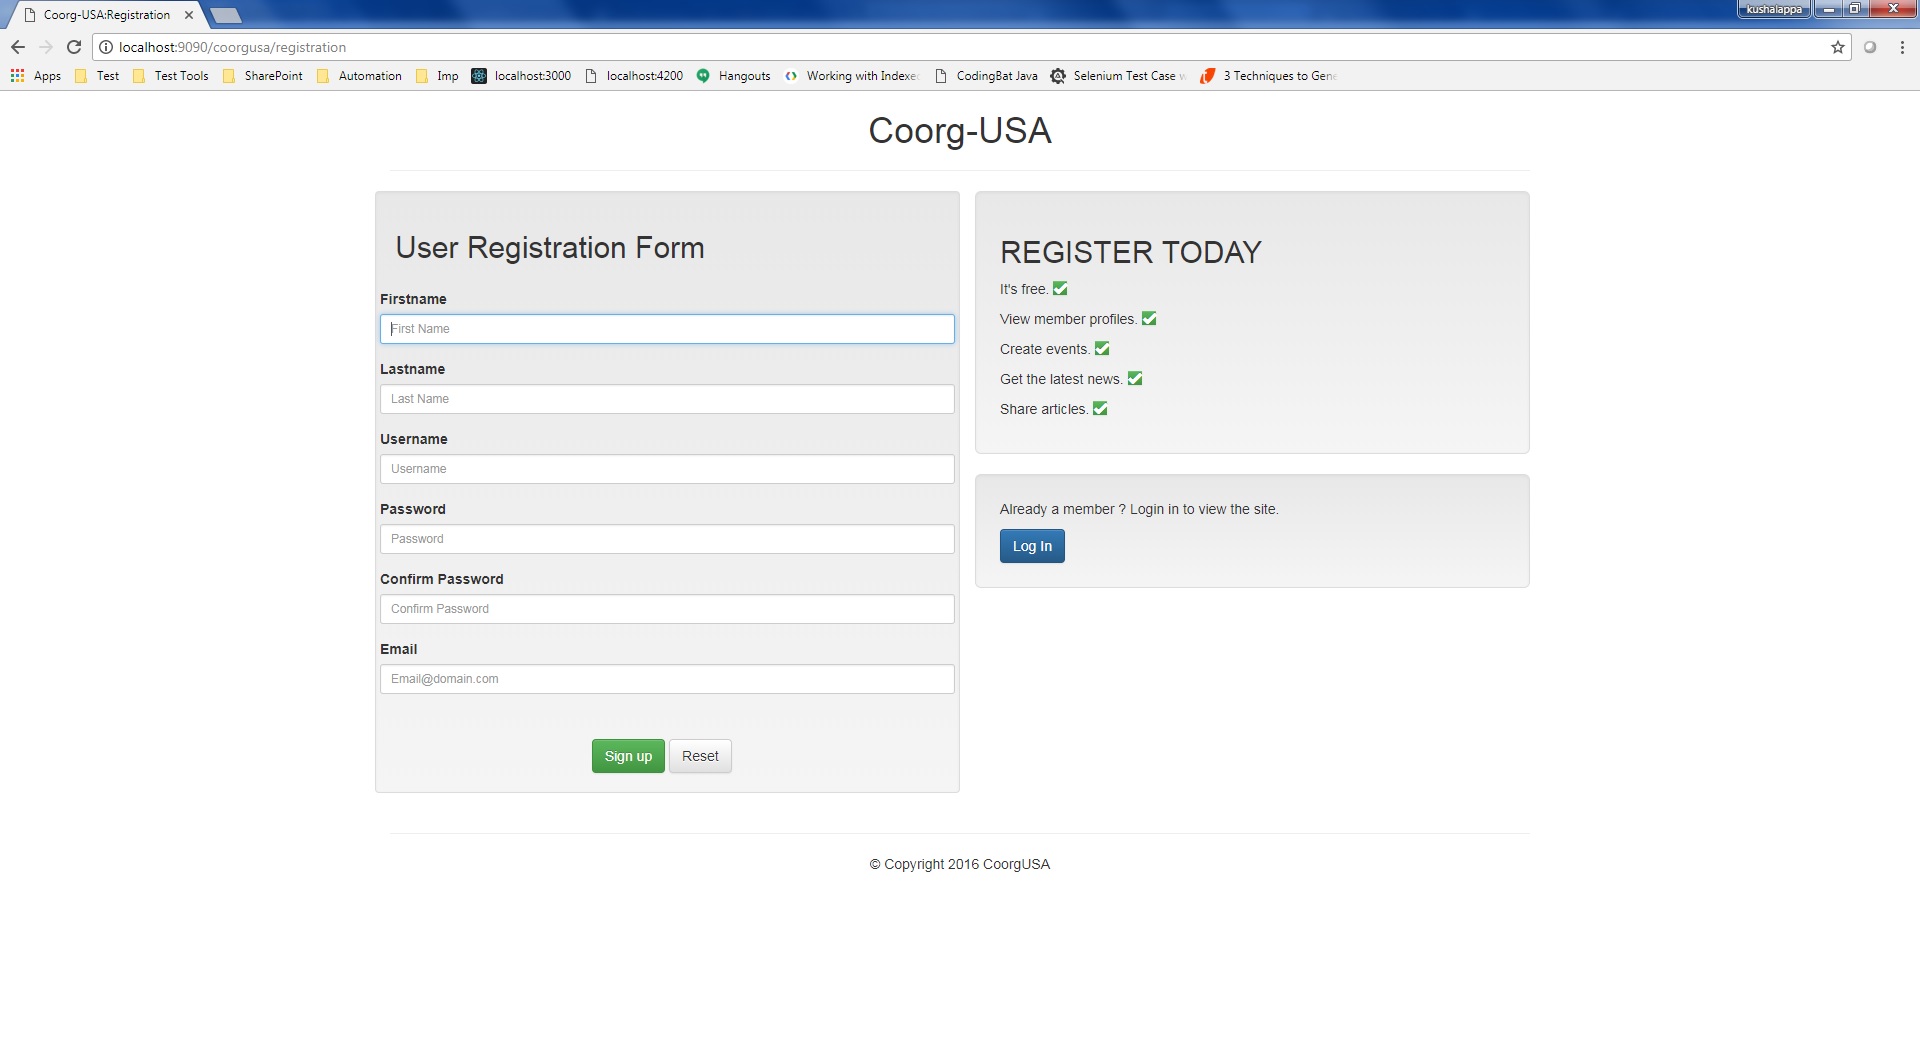 Coorg-USA:Registration
kushalappa
localhost:9090/coorgusa/registration
Apps Test Test Tools SharePoint Automation Imp localhost:3000 localhost:4200 Hangouts Working with Indexe CodingBat Java Selenium Test Case 3 Techniques to Gen
Coorg-USA
User Registration Form
Firstname
First Name
Lastname
Last Name
Username
Username
Password
Password
Confirm Password
Confirm Password
Email
Email@domain.com
Sign up Reset
REGISTER TODAY
It's free.
View member profiles.
Create events.
Get the latest news.
Share articles.
Already a member ? Login in to view the site.
Log In
© Copyright 2016 CoorgUSA